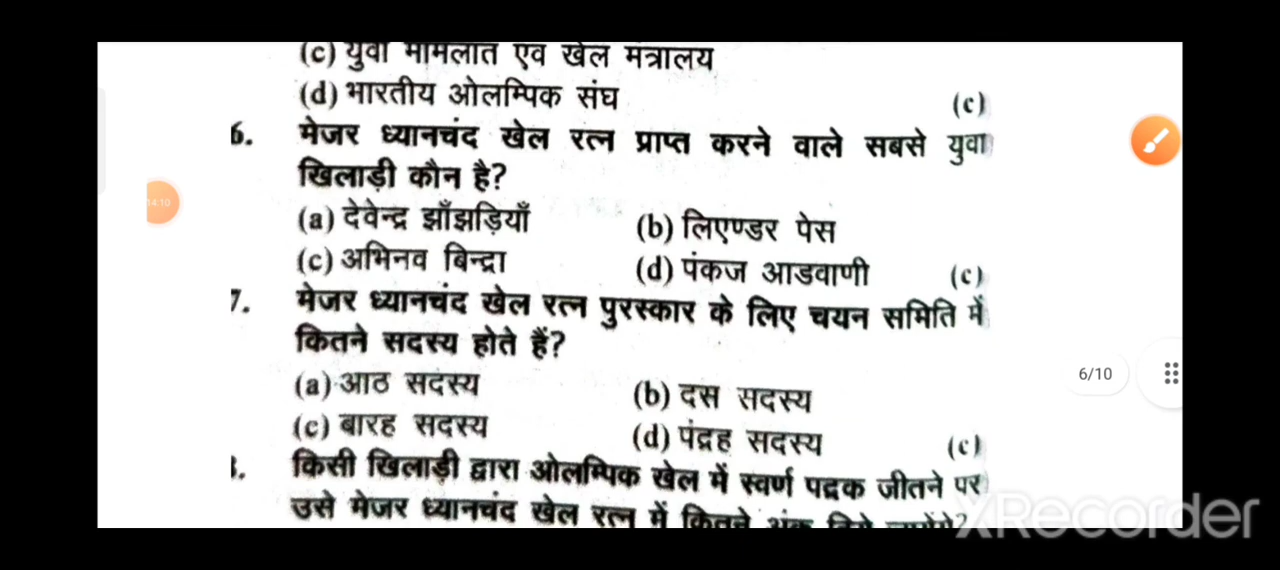 (c) युवा मामलात एवं खेल मंत्रालय
(d) भारतीय ओलम्पिक संघ (c)
6. मेजर ध्यानचंद खेल रत्न प्राप्त करने वाले सबसे युवा
खिलाड़ी कौन है?
14:10
(a) देवेन्द्र झाँझड़ियाँ (b) लिएण्डर पेस
(c) अभिनव बिन्द्रा (d) पंकज आडवाणी (c)
7. मेजर ध्यानचंद खेल रत्न पुरस्कार के लिए चयन समिति में
कितने सदस्य होते हैं?
6/10
(a) आठ सदस्य (b) दस सदस्य
(c) बारह सदस्य (d) पंद्रह सदस्य (c)
किसी खिलाड़ी द्वारा ओलम्पिक खेल में स्वर्ण पदक जीतने पर
उसे मेजर ध्यानचंद खेल रत्न में कितने अंक दिये जायेंगे?
XRecorder